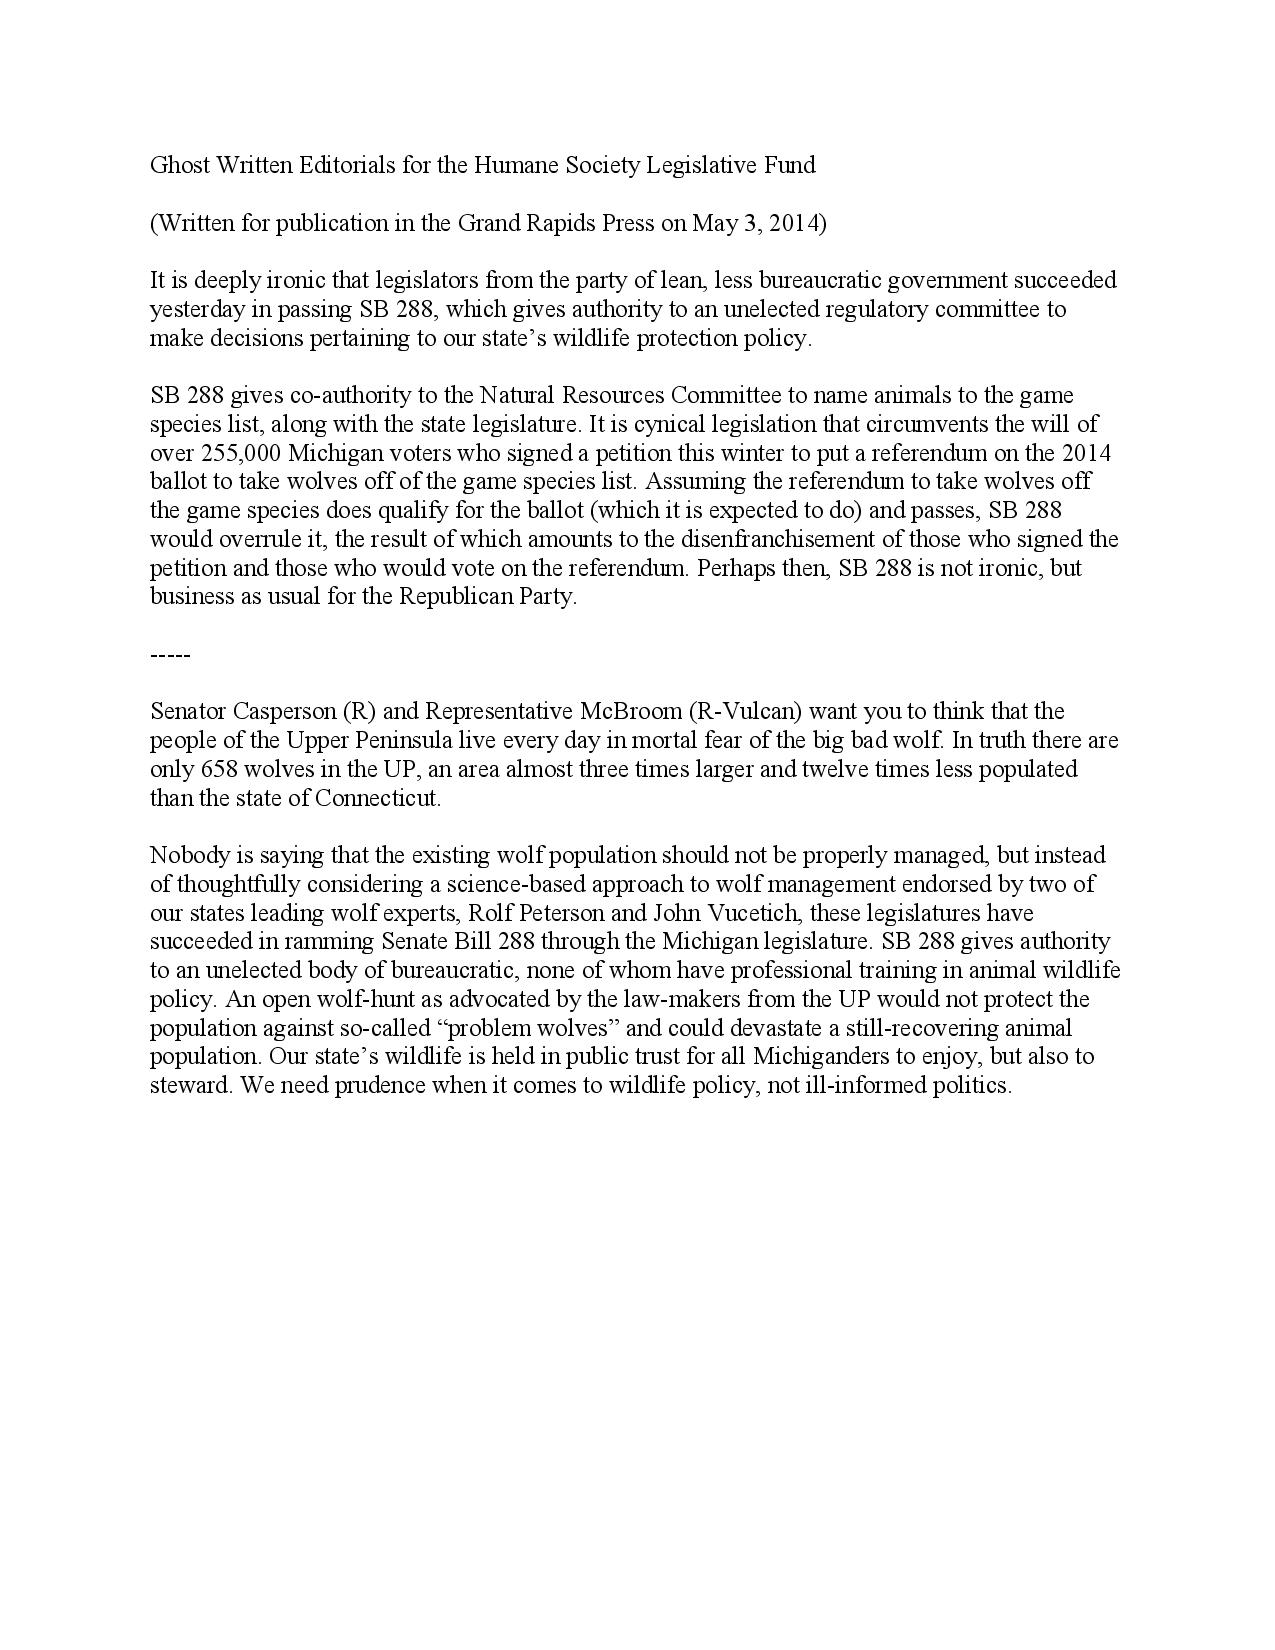 Ghost Written Editorials for the Humane Society Legislative Fund
(Written for publication in the Grand Rapids Press on May 3, 2014)
It is deeply ironic that legislators from the party of lean, less bureaucratic government succeeded
yesterday in passing SB 288, which gives authority to an unelected regulatory committee to
make decisions pertaining to our state’s wildlife protection policy.
SB 288 gives co-authority to the Natural Resources Committee to name animals to the game
species list, along with the state legislature. It is cynical legislation that circumvents the will of
over 255,000 Michigan voters who signed a petition this winter to put a referendum on the 2014
ballot to take wolves off of the game species list. Assuming the referendum to take wolves off
the game species does qualify for the ballot (which it is expected to do) and passes, SB 288
would overrule it, the result of which amounts to the disenfranchisement of those who signed the
petition and those who would vote on the referendum. Perhaps then, SB 288 is not ironic, but
business as usual for the Republican Party.
-----
Senator Casperson (R) and Representative McBroom (R-Vulcan) want you to think that the
people of the Upper Peninsula live every day in mortal fear of the big bad wolf. In truth there are
only 658 wolves in the UP, an area almost three times larger and twelve times less populated
than the state of Connecticut.
Nobody is saying that the existing wolf population should not be properly managed, but instead
of thoughtfully considering a science-based approach to wolf management endorsed by two of
our states leading wolf experts, Rolf Peterson and John Vucetich, these legislatures have
succeeded in ramming Senate Bill 288 through the Michigan legislature. SB 288 gives authority
to an unelected body of bureaucratic, none of whom have professional training in animal wildlife
policy. An open wolf-hunt as advocated by the law-makers from the UP would not protect the
population against so-called “problem wolves” and could devastate a still-recovering animal
population. Our state’s wildlife is held in public trust for all Michiganders to enjoy, but also to
steward. We need prudence when it comes to wildlife policy, not ill-informed politics.